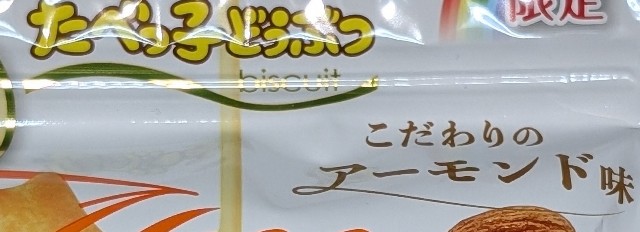 限定
たべっ子どうぶつ
biscuit
こだわりの
アーモンド味